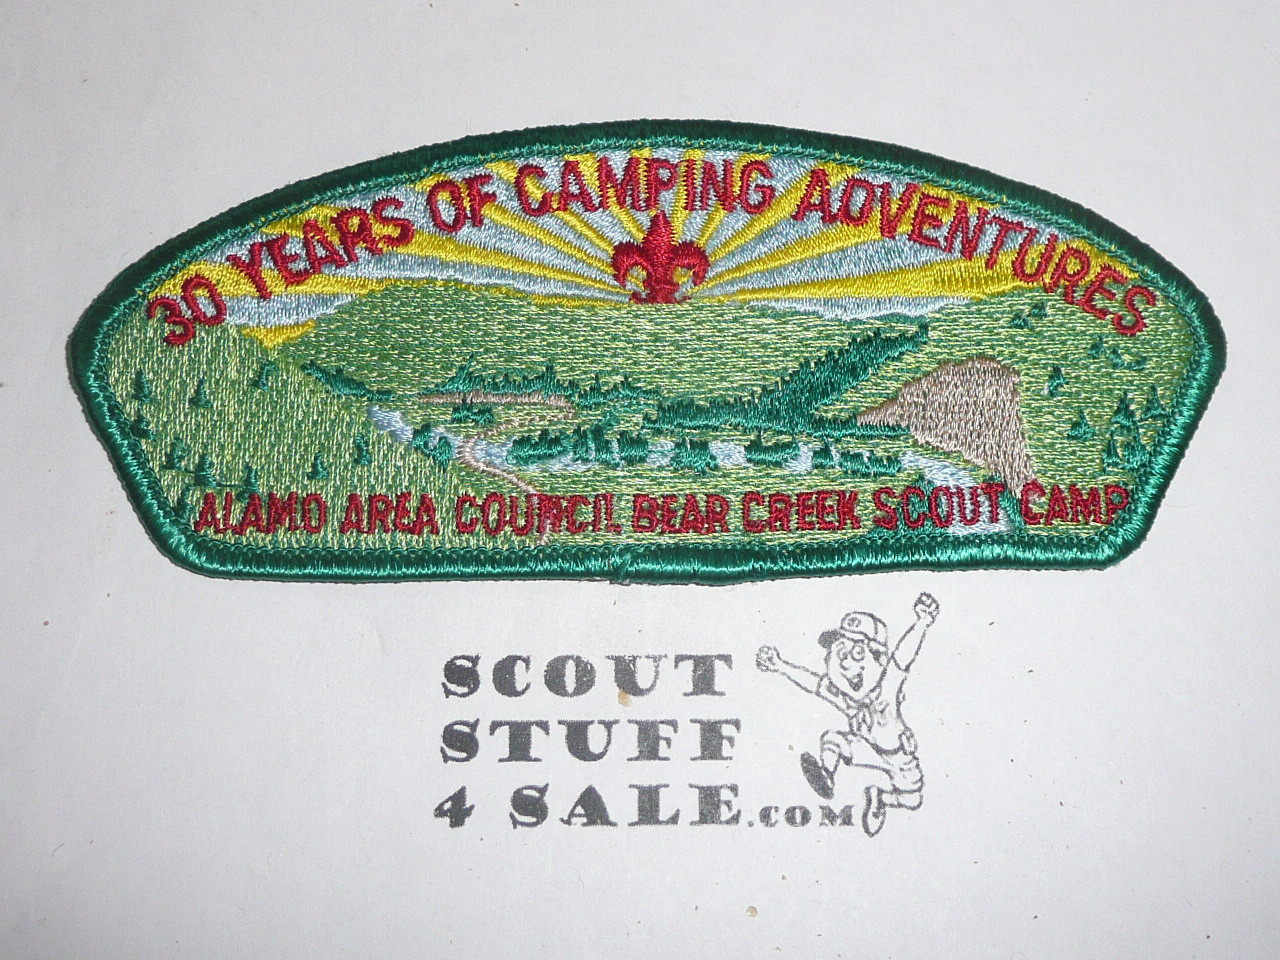 30 YEARS OF CAMPING ADVENTURES
ALAMO AREA COUNCIL BEAR CREEK SCOUT CAMP
SCOUT
STUFF
4 SALE.COM